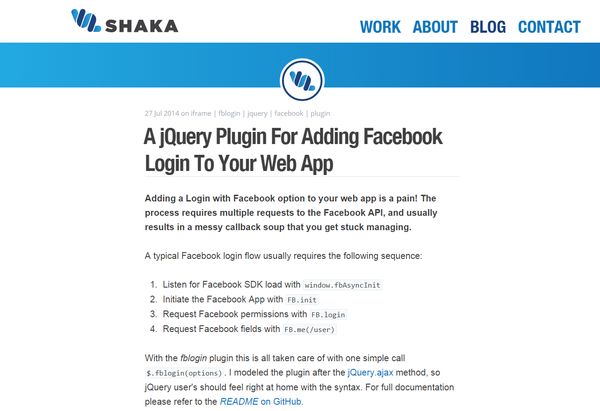 SHAKA
WORK ABOUT BLOG CONTACT
27 Jul 2014 on iframe | fblogin | jquery | facebook | plugin
A jQuery Plugin For Adding Facebook
Login To Your Web App
Adding a Login with Facebook option to your web app is a pain! The
process requires multiple requests to the Facebook API, and usually
results in a messy callback soup that you get stuck managing.
A typical Facebook login flow usually requires the following sequence:
1. Listen for Facebook SDK load with window.fbAsyncInit
2. Initiate the Facebook App with FB.init
3. Request Facebook permissions with FB.login
4. Request Facebook fields with FB.me(/user)
With the fblogin plugin this is all taken care of with one simple call
$.fblogin(options). I modeled the plugin after the jQuery.ajax method, so
jQuery user's should feel right at home with the syntax. For full documentation
please refer to the README on GitHub.